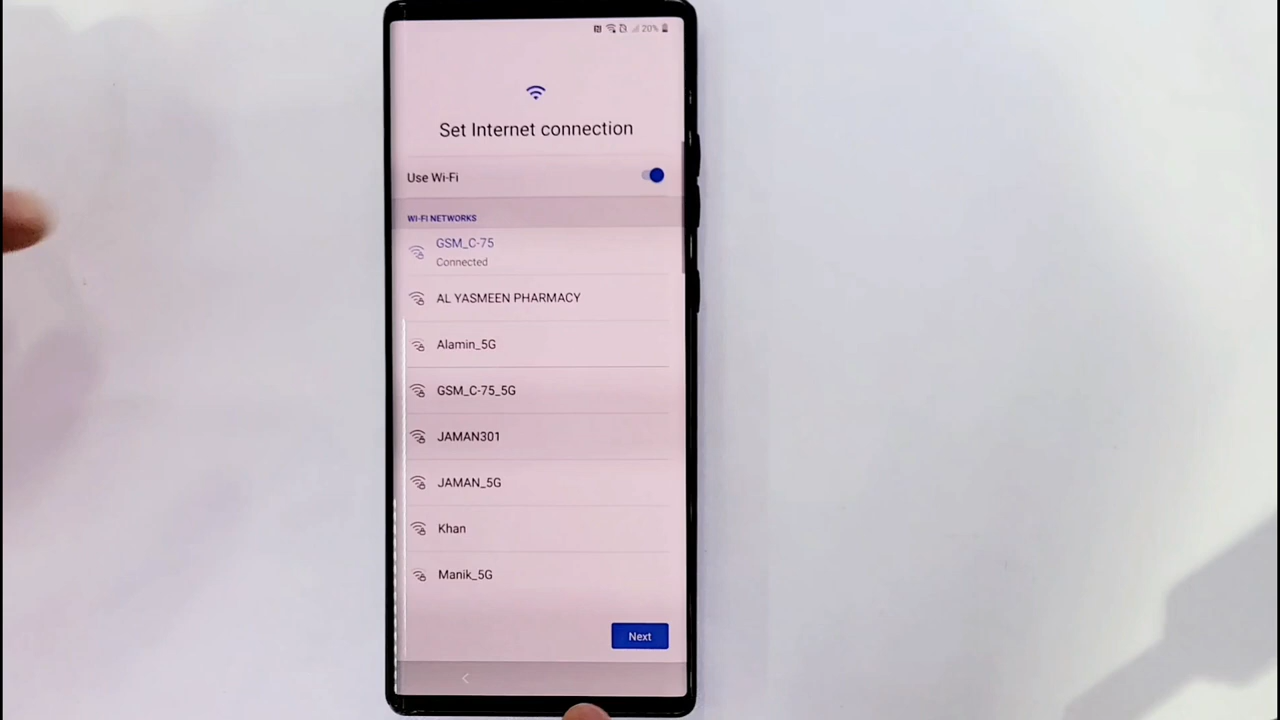 20%
Set Internet connection
Use Wi-Fi
WI-FI NETWORKS
GSM_C-75
Connected
AL YASMEEN PHARMACY
Alamin_5G
GSM_C-75_5G
JAMAN301
JAMAN_5G
Khan
Manik_5G
Next